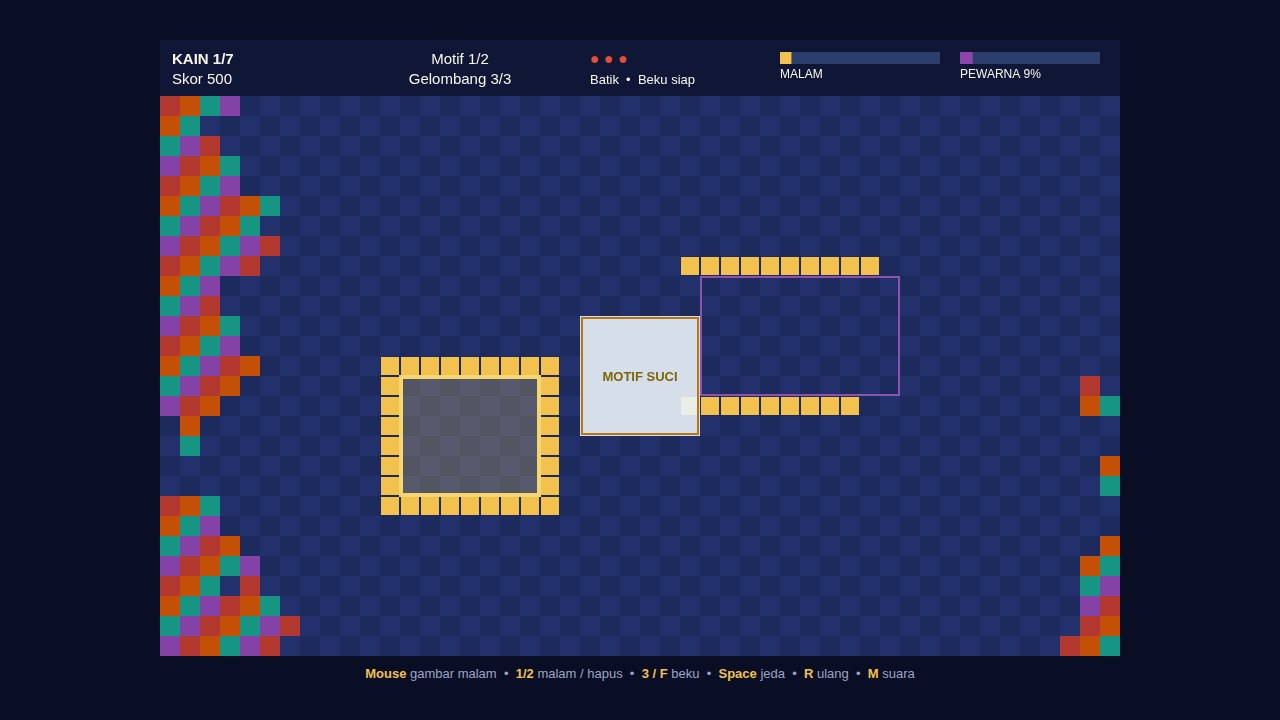 KAIN 1/7
Skor 500
Motif 1/2
Gelombang 3/3
Batik • Beku siap
MALAM
PEWARNA 9%
MOTIF SUCI
Mouse gambar malam • 1/2 malam / hapus • 3 / F beku • Space jeda • R ulang • M suara